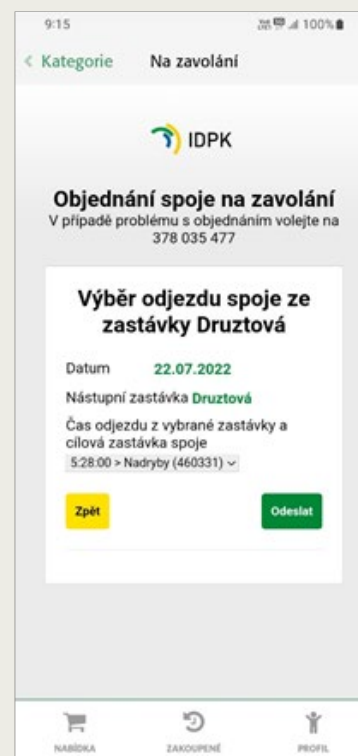 9:15
100%
Kategorie
Na zavolání
IDPK
Objednání spoje na zavolání
V případě problému s objednáním volejte na
378 035 477
Výběr odjezdu spoje ze
zastávky Druztová
Datum 22.07.2022
Nástupní zastávka Druztová
Čas odjezdu z vybrané zastávky a
cílová zastávka spoje
5:28:00 > Nadryby (460331)
Zpět
Odeslat
NABÍDKA
ZAKOUPENÉ
PROFIL